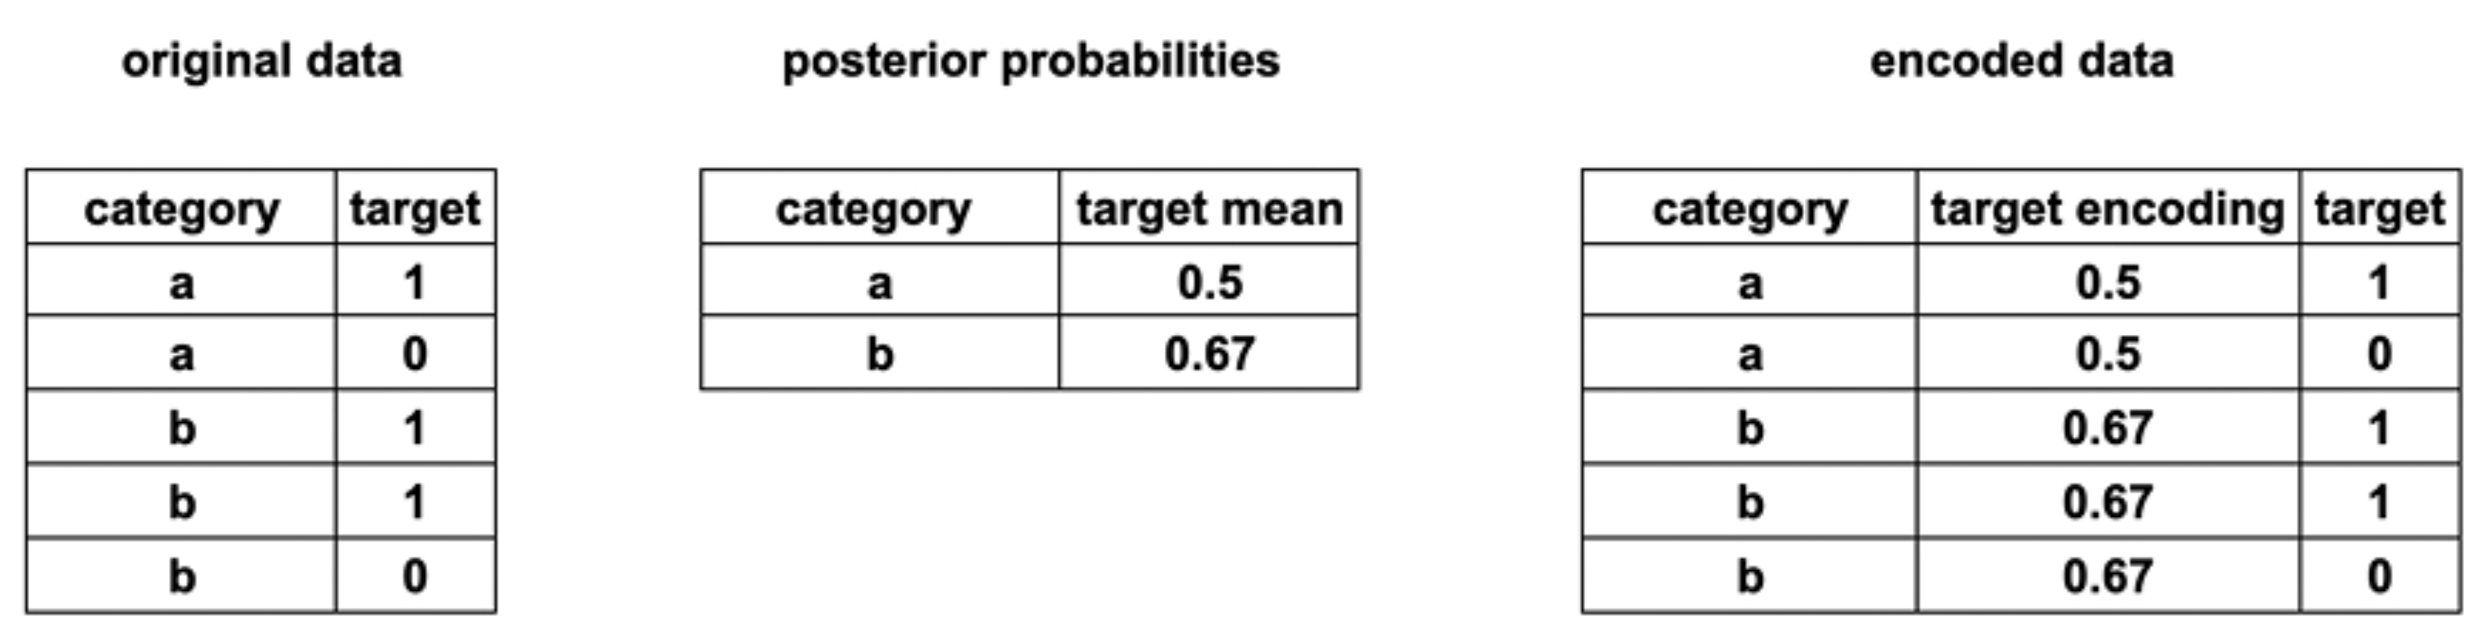 original data
category target
a 1
a 0
b 1
b 1
b 0
posterior probabilities
category target mean
a 0.5
b 0.67
encoded data
category target encoding target
a 0.5 1
a 0.5 0
b 0.67 1
b 0.67 1
b 0.67 0